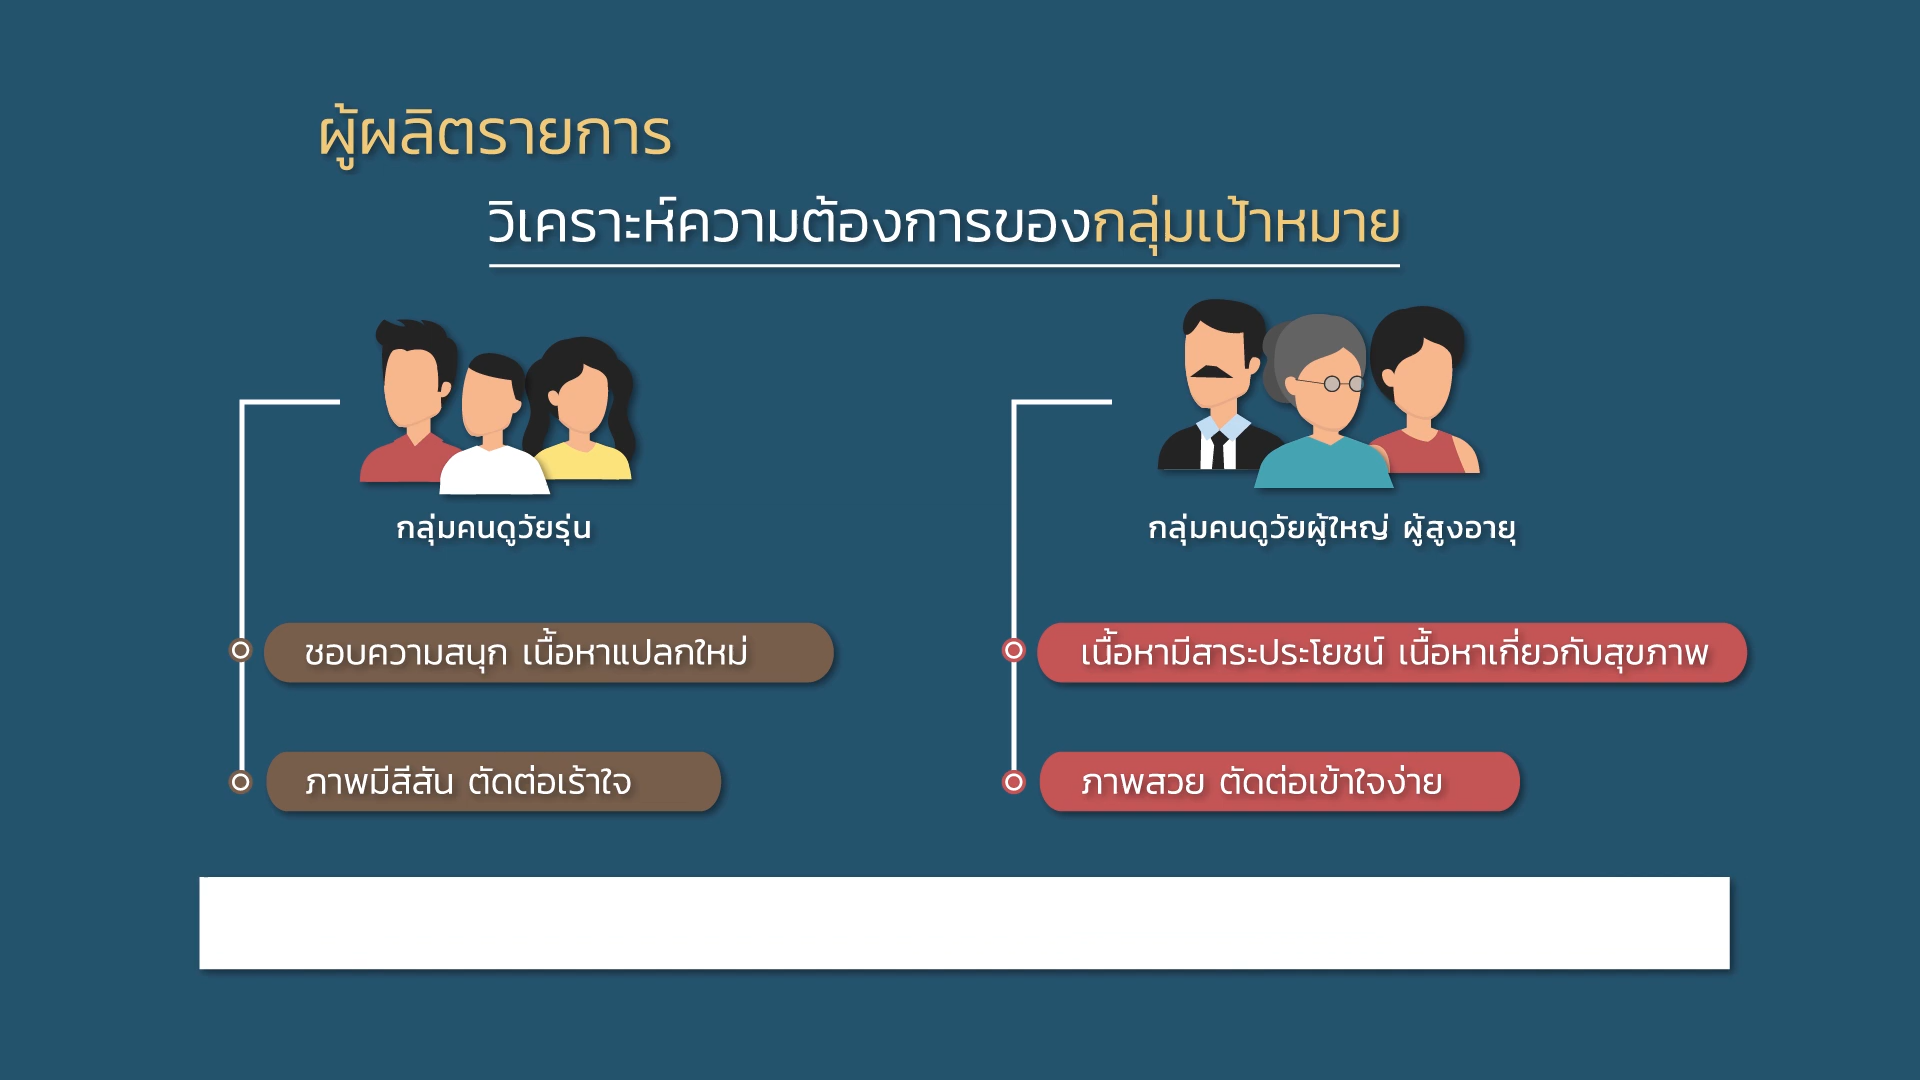 ผู้ผลิตรายการ
วิเคราะห์ความต้องการของกลุ่มเป้าหมาย
กลุ่มคนดูวัยรุ่น
ชอบความสนุก เนื้อหาแปลกใหม่
ภาพมีสีสัน ตัดต่อเร้าใจ
กลุ่มคนดูวัยผู้ใหญ่ ผู้สูงอายุ
เนื้อหามีสาระประโยชน์ เนื้อหาเกี่ยวกับสุขภาพ
ภาพสวย ตัดต่อเข้าใจง่าย